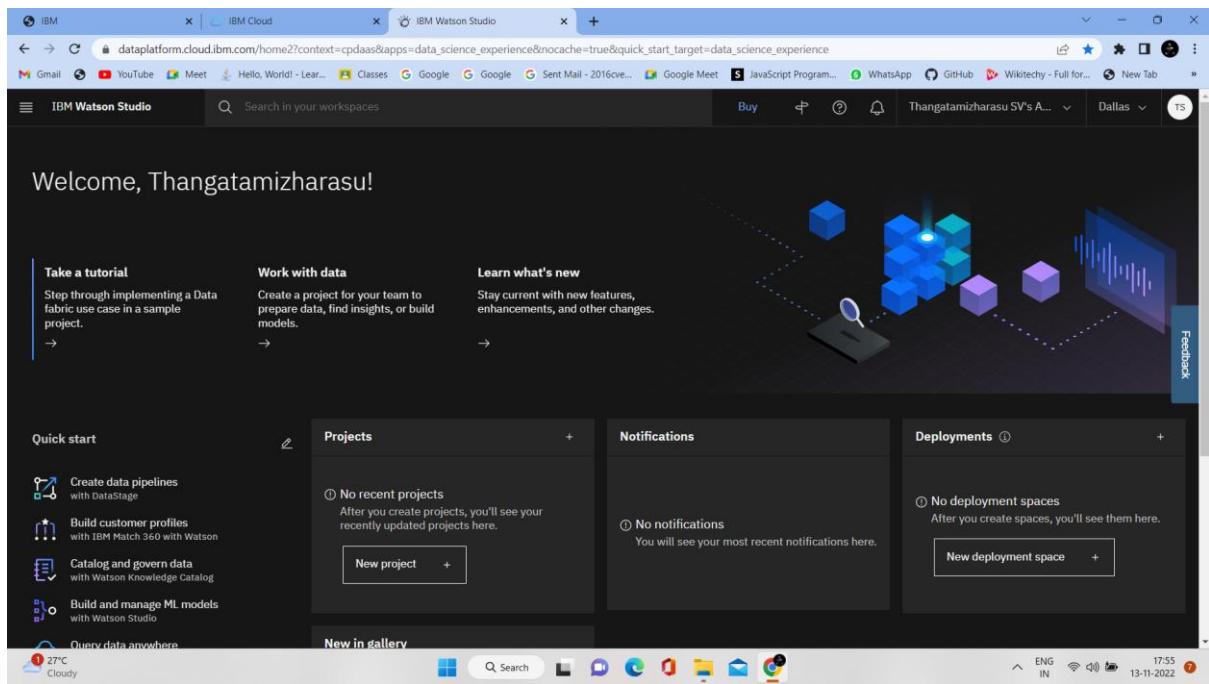 IBM
IBM Cloud
IBM Watson Studio
dataplatform.cloud.ibm.com/home2?context=cpdaas&apps=data_science_experience&nocache=true&quick_start_target=data_science_experience
Gmail YouTube Meet Hello, World! - Lear... Classes Google Google Sent Mail - 2016cve... Google Meet JavaScript Program... WhatsApp GitHub Wikitechy - Full for... New Tab »
IBM Watson Studio Search in your workspaces Buy Thangatamizharasu SV's A... Dallas TS
Welcome, Thangatamizharasu!
Take a tutorial
Step through implementing a Data
fabric use case in a sample
project.
Work with data
Create a project for your team to
prepare data, find insights, or build
models.
Learn what's new
Stay current with new features,
enhancements, and other changes.
Feedback
Quick start
Create data pipelines
with DataStage
Build customer profiles
with IBM Match 360 with Watson
Catalog and govern data
with Watson Knowledge Catalog
Build and manage ML models
with Watson Studio
Query data anywhere
Projects +
No recent projects
After you create projects, you'll see your
recently updated projects here.
New project +
New in gallery
Notifications
No notifications
You will see your most recent notifications here.
Deployments +
No deployment spaces
After you create spaces, you'll see them here.
New deployment space +
1
27°C
Cloudy
Search
ENG
IN
17:55
13-11-2022